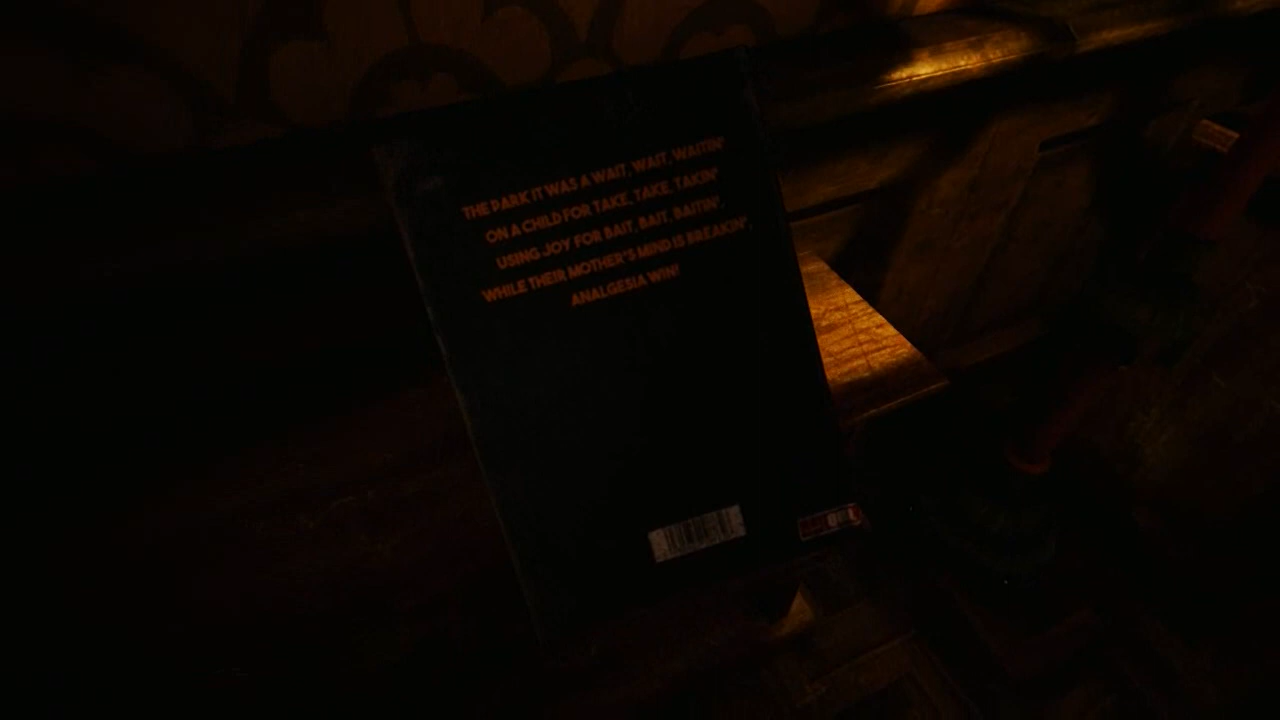 THE PARK IT WAS A WAIT, WAIT, WAITIN'
ON A CHILD FOR TAKE, TAKE, TAKIN'
USING JOY FOR BAIT, BAIT, BAITIN',
WHILE THEIR MOTHER'S MIND IS BREAKIN',
ANALGESIA WIN!